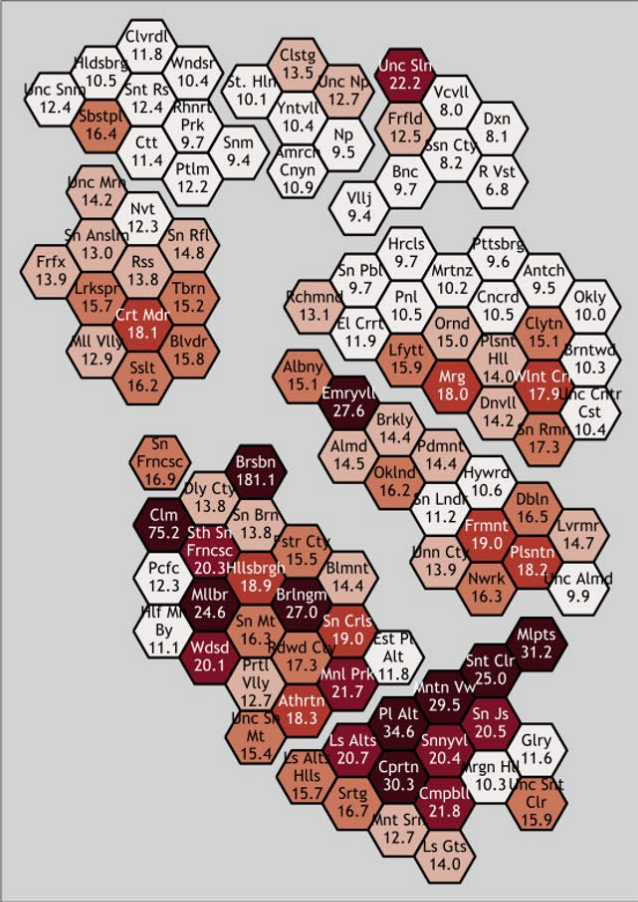 Clvrdl
11.8
Hldsbrg
10.5
Wndsr
10.4
Unc Snm
12.4
Snt Rs
12.4
Sbstpl
16.4
Rhnrt
Prk
9.7
Ctt
11.4
Snm
9.4
Ptlm
12.2
Clstg
13.5
St. Hln
10.1
Unc Np
12.7
Yntvll
10.4
Np
9.5
Amrcn
Cnyn
10.9
Unc Sln
22.2
Vcvll
8.0
Frfld
12.5
Dxn
8.1
Ssn Cty
8.2
Bnc
9.7
R Vst
6.8
Vllj
9.4
Unc Mrn
14.2
Nvt
12.3
Sn Anslm
13.0
Sn Rfl
14.8
Frfx
13.9
Rss
13.8
Lrkspr
15.7
Tbrn
15.2
Crt Mdr
18.1
Mll Vlly
12.9
Blvdr
15.8
Sslt
16.2
Hrcls
9.7
Pttsbrg
9.6
Sn Pbl
9.7
Mrtnz
10.2
Antch
9.5
Rchmnd
13.1
Pnl
10.5
Cncrd
10.5
Okly
10.0
El Crrt
11.9
Ornd
15.0
Clytn
15.1
Lfytt
15.9
Plsnt
Hll
14.0
Brntwd
10.3
Mrg
18.0
Wlnt Crk
17.9
Dnvll
14.2
Unc Cntr
Cst
10.4
Sn Rmn
17.3
Albny
15.1
Emryvll
27.6
Brkly
14.4
Almd
14.5
Pdmnt
14.4
Oklnd
16.2
Hywrd
10.6
Sn Lndr
11.2
Dbln
16.5
Frmnt
19.0
Lvrmr
14.7
Unn Cty
13.9
Plsntn
18.2
Nwrk
16.3
Unc Almd
9.9
Sn
Frncsc
16.9
Brsbn
181.1
Dly Cty
13.8
Clm
75.2
Sn Brn
13.8
Sth Sn
Frncsc
20.3
Fstr Cty
15.5
Pcfc
12.3
Hllsbrgh
18.9
Blmnt
14.4
Mllbr
24.6
Brlngm
27.0
Hlf Mn
By
11.1
Sn Mt
16.3
Sn Crls
19.0
Wdsd
20.1
Rdwd Cty
17.3
Est Pl
Alt
11.8
Prtl
Vlly
12.7
Mnl Prk
21.7
Athrtn
18.3
Unc Sn
Mt
15.4
Mlpts
31.2
Snt Clr
25.0
Mntn Vw
29.5
Pl Alt
34.6
Sn Js
20.5
Ls Alts
20.7
Snnyvl
20.4
Glry
11.6
Ls Alts
Hlls
15.7
Cprtn
30.3
Mrgn Hll
10.3
Srtg
16.7
Cmpbll
21.8
Unc Snt
Clr
15.9
Mnt Srn
12.7
Ls Gts
14.0